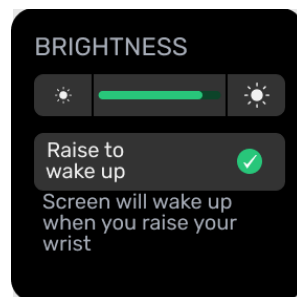 BRIGHTNESS
Raise to
wake up
Screen will wake up
when you raise your
wrist